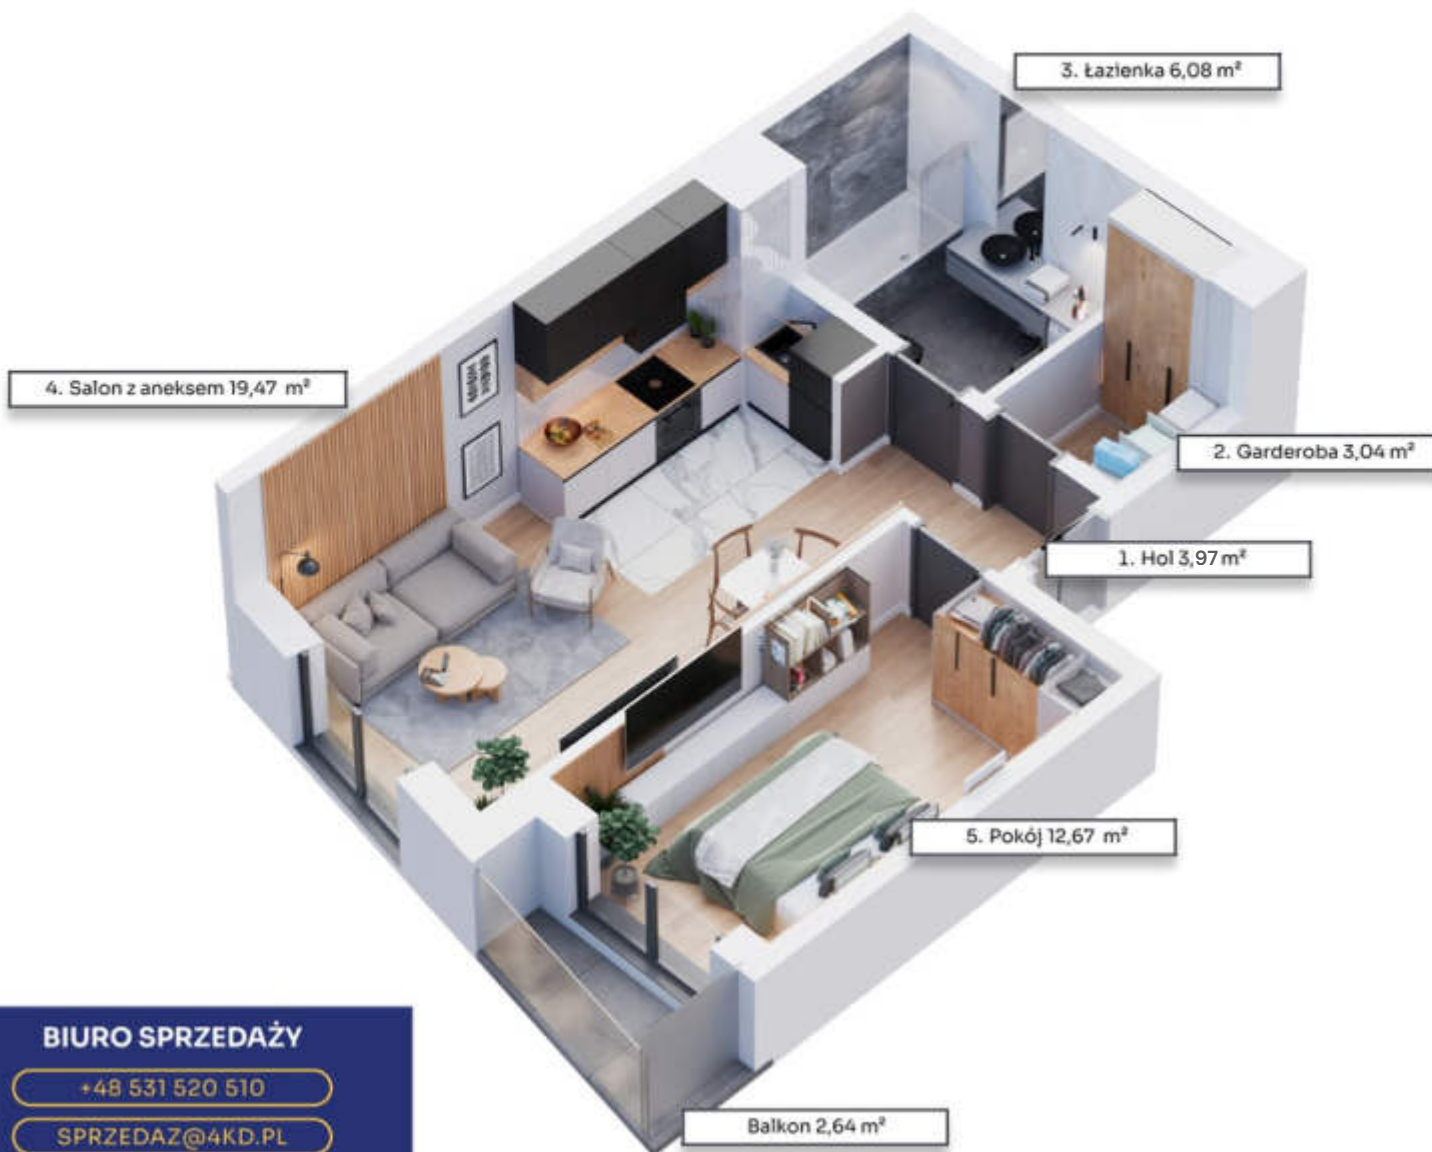 3. Łazienka 6,08 m²
4. Salon z aneksem 19,47 m²
2. Garderoba 3,04 m²
1. Hol 3,97 m²
5. Pokój 12,67 m²
Balkon 2,64 m²
BIURO SPRZEDAŻY
+48 531 520 510
SPRZEDAZ@4KD.PL